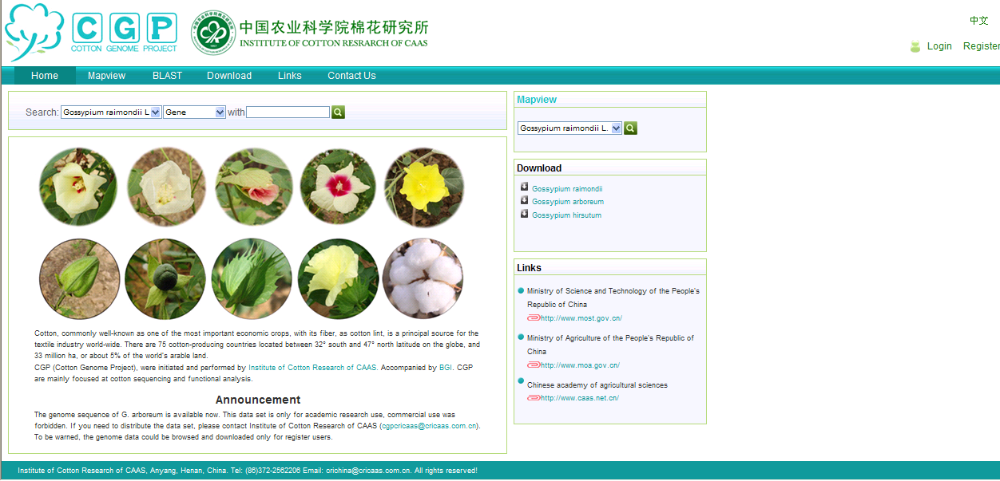 CGP
COTTON GENOME PROJECT
中国农业科学院棉花研究所
INSTITUTE OF COTTON RESRARCH OF CAAS
中文
Login Register
Home Mapview BLAST Download Links Contact Us
Search: Gossypium raimondii L Gene with
Mapview
Gossypium raimondii L.
Download
Gossypium raimondii
Gossypium arboreum
Gossypium hirsutum
Links
Ministry of Science and Technology of the People's
Republic of China
http://www.most.gov.cn/
Ministry of Agriculture of the People's Republic of
China
http://www.moa.gov.cn/
Chinese academy of agricultural sciences
http://www.caas.net.cn/
Cotton, commonly well-known as one of the most important economic crops, with its fiber, as cotton lint, is a principal source for the
textile industry world-wide. There are 75 cotton-producing countries located between 32° south and 47° north latitude on the globe, and
33 million ha, or about 5% of the world's arable land.
CGP (Cotton Genome Project), were initiated and performed by Institute of Cotton Research of CAAS. Accompanied by BGI. CGP
are mainly focused at cotton sequencing and functional analysis.
Announcement
The genome sequence of G. arboreum is available now. This data set is only for academic research use, commercial use was
forbidden. If you need to distribute the data set, please contact Institute of Cotton Research of CAAS (cgpcricaas@cricaas.com.cn).
To be warned, the genome data could be browsed and downloaded only for register users.
Institute of Cotton Research of CAAS, Anyang, Henan, China. Tel: (86)372-2562206 Email: crichina@cricaas.com.cn. All rights reserved!